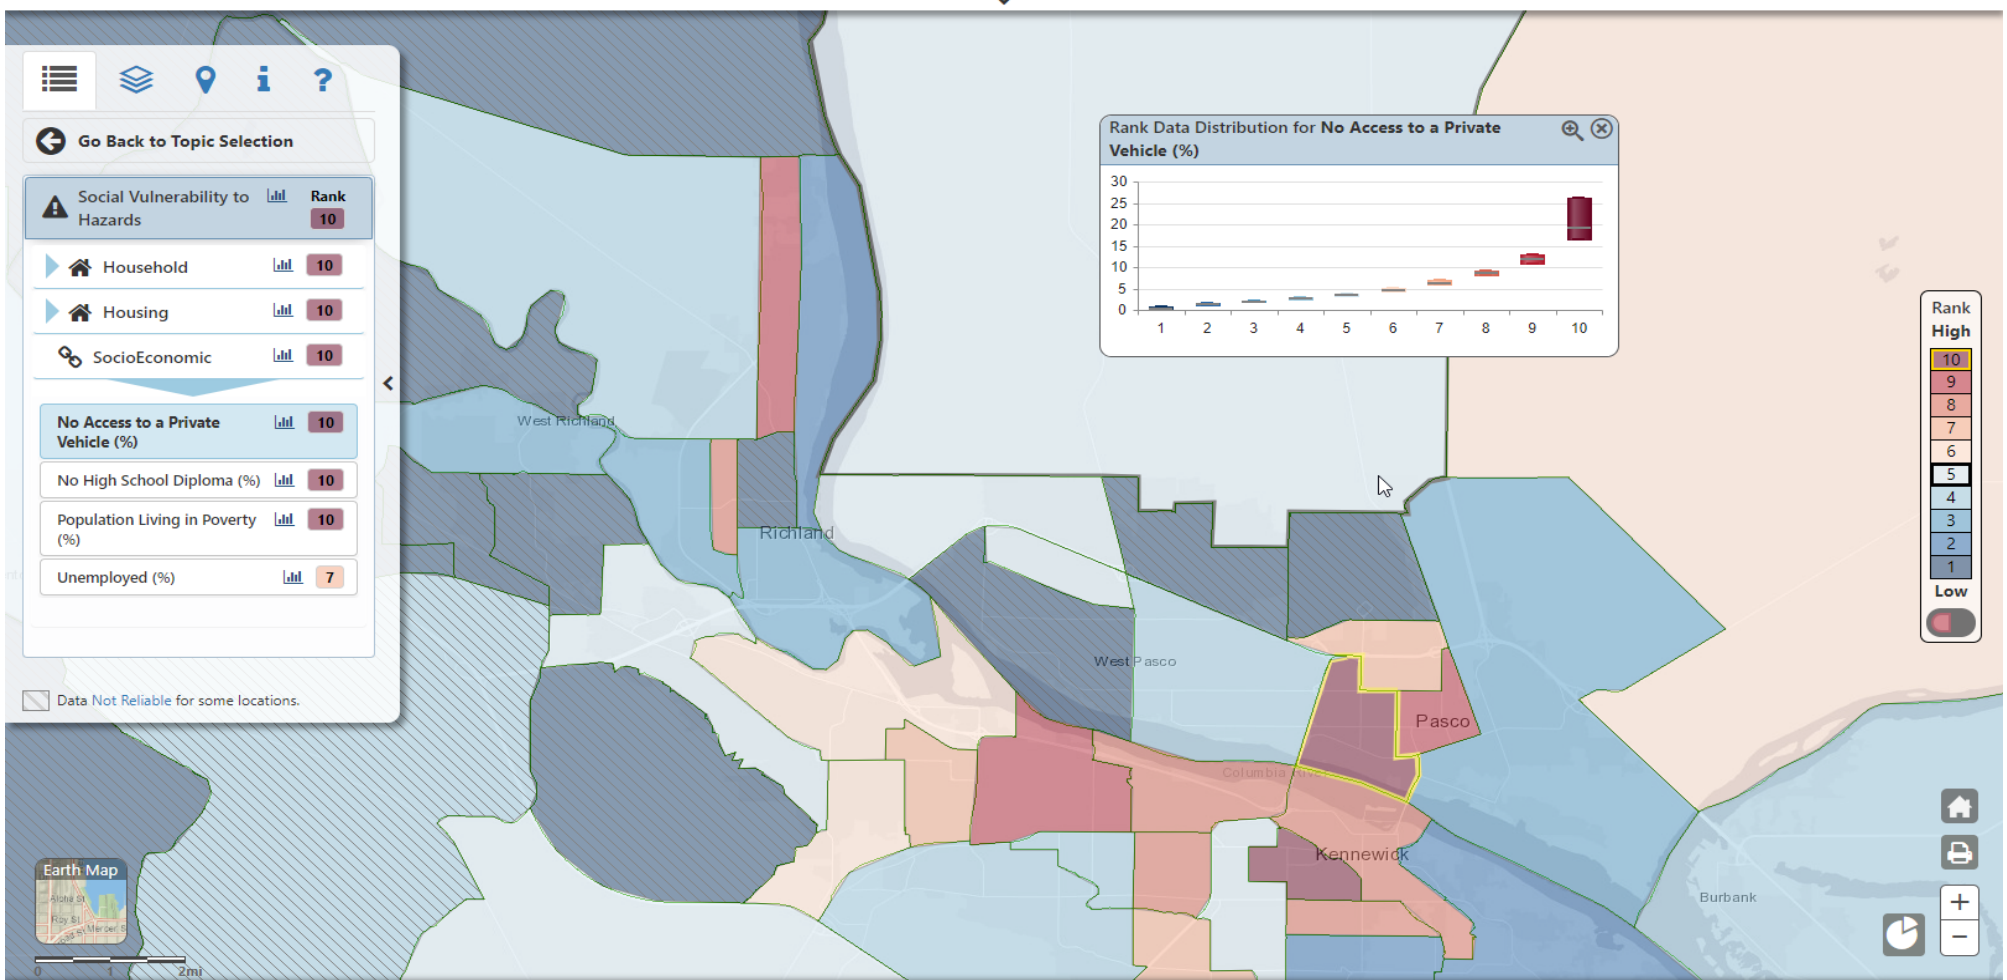 Go Back to Topic Selection
Social Vulnerability to
Hazards
Rank
10
Household
10
Housing
10
SocioEconomic
10
No Access to a Private
Vehicle (%)
10
No High School Diploma (%)
10
Population Living in Poverty
(%)
10
Unemployed (%)
7
Data Not Reliable for some locations.
Earth Map
Aloha St
Roy St
Mercer S
0 1 2mi
West Richland
Richland
West Pasco
Pasco
Columbia River
Kennewick
Burbank
Rank Data Distribution for No Access to a Private
Vehicle (%)
30
25
20
15
10
5
0
1 2 3 4 5 6 7 8 9 10
Rank
High
10
9
8
7
6
5
4
3
2
1
Low